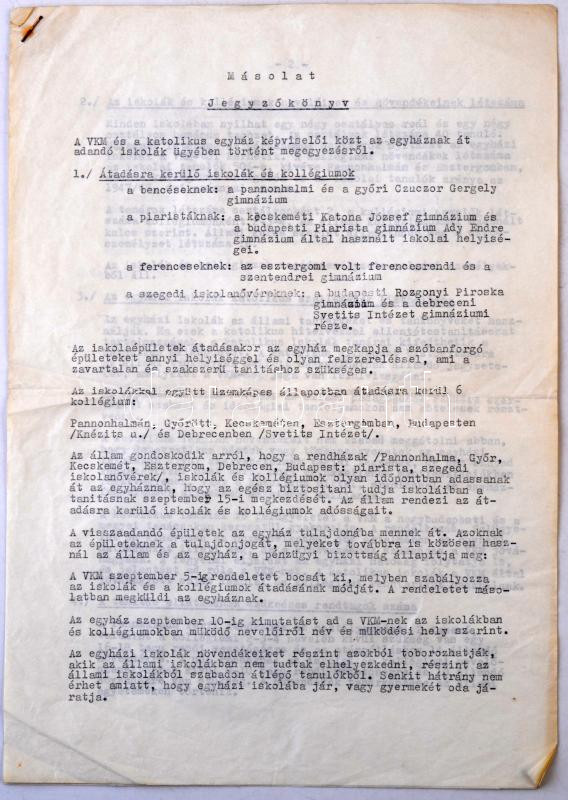 Másolat
Jegyzőkönyv
A VKM és a katolikus egyház képviselői közt az egyháznak át
adandó iskolák ügyében történt megegyezésről.
1./ Átadásra kerülő iskolák és kollégiumok
a bencéseknek: a pannonhalmi és a győri Czuczor Gergely
gimnázium
a piaristáknak: a kecskeméti Katona József gimnázium és
a budapesti Piarista gimnázium Ady Endre
gimnázium által használt iskolai helyisé-
gei.
a ferenceseknek: az esztergomi volt ferencesrendi és a
szentendrei gimnázium
a szegedi iskolanővéreknek: a budapesti Rozgonyi Piroska
gimnázium és a debreceni
Svetits Intézet gimnáziumi
része.
Az iskolaépületek átadásakor az egyház megkapja a szóbanforgó
épületeket annyi helyiséggel és olyan felszereléssel, ami a
zavartalan és szakszerü tanitáshoz szükséges.
Az iskolákkal együtt üzemképes állapotban átadásra kerül 6
kollégium:
Pannonhalmán, Győrött, Kecskeméten, Esztergomban, Budapesten
/Knézits u./ és Debrecenben /Svetits Intézet/.
Az állam gondoskodik arról, hogy a rendházak /Pannonhalma, Győr,
Kecskemét, Esztergom, Debrecen, Budapest: piarista, szegedi
iskolanővérek/, iskolák és kollégiumok olyan időpontban adassanak
át az egyháznak, hogy az egész biztositani tudja iskoláiban a
tanitásnak szeptember 15-i megkezdését. Az állam rendezi az át-
adásra kerülő iskolák és kollégiumok adósságait.
A visszaadandó épületek az egyház tulajdonába mennek át. Azoknak
az épületeknek a tulajdonjogát, melyeket továbbra is közösen hasz-
nál az állam és az egyház, a pénzügyi bizottság állapitja meg:
A VKM szeptember 5-ig rendeletet bocsát ki, melyben szabályozza
az iskolák és a kollégiumok átadásának módját. A rendeletet máso-
latban megküldi az egyháznak.
Az egyház szeptember 10-ig kimutatást ad a VKM-nek az iskolákban
és kollégiumokban müködő nevelőiről név és müködési hely szerint.
Az egyházi iskolák növendékeiket részint azokból toborozhatják,
akik az állami iskolákban nem tudtak elhelyezkedni, részint az
állami iskolákból szabadon átlépő tanulókból. Senkit hátrány nem
érhet amiatt, hogy egyházi iskolába jár, vagy gyermekét oda já-
ratja.